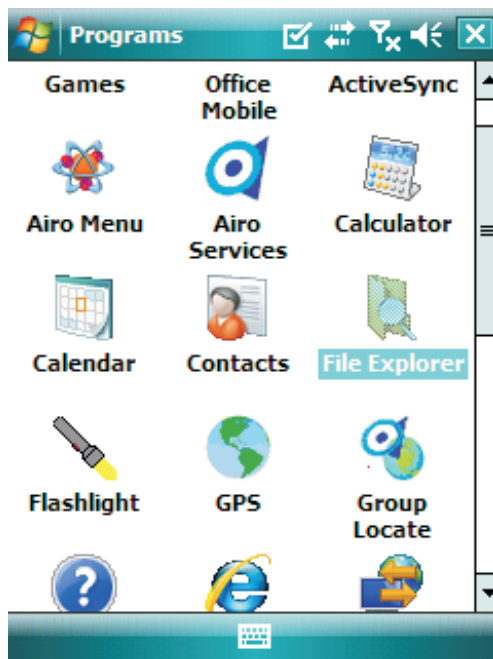 Programs
Games Office Mobile ActiveSync
Airo Menu Airo Services Calculator
Calendar Contacts File Explorer
Flashlight GPS Group Locate